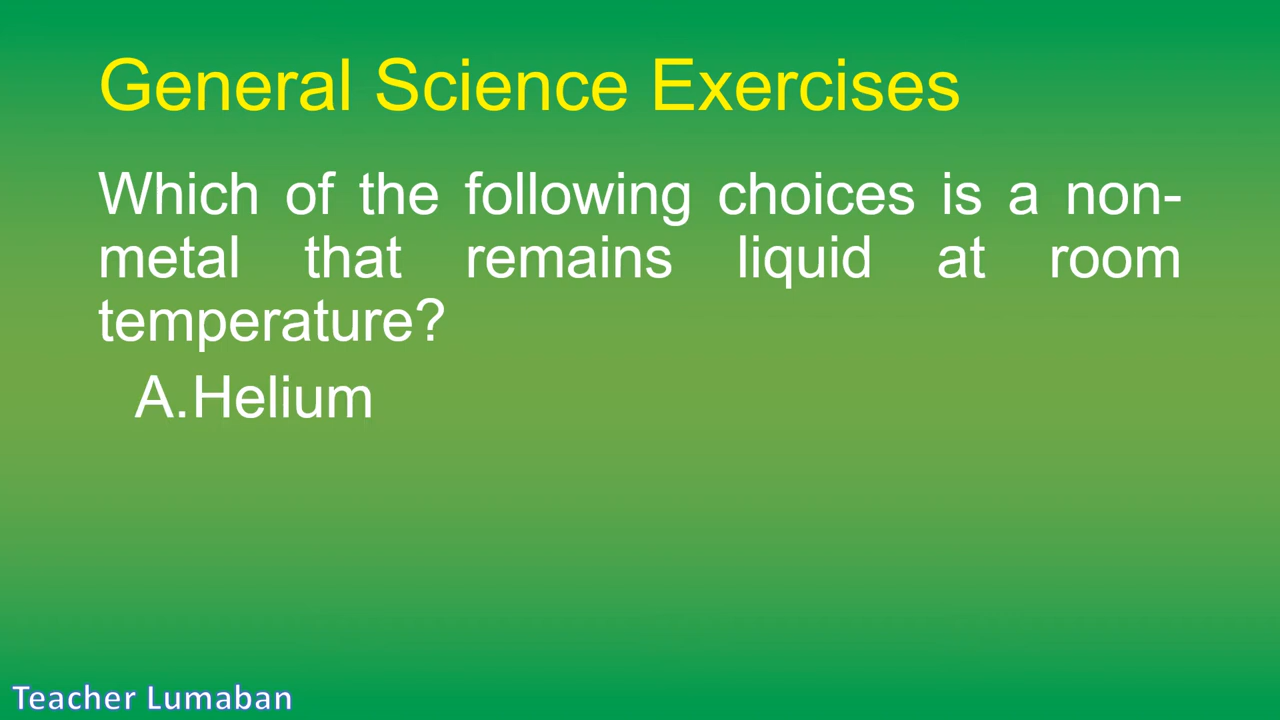 General Science Exercises
Which of the following choices is a non-
metal that remains liquid at room
temperature?
A.Helium
Teacher Lumaban